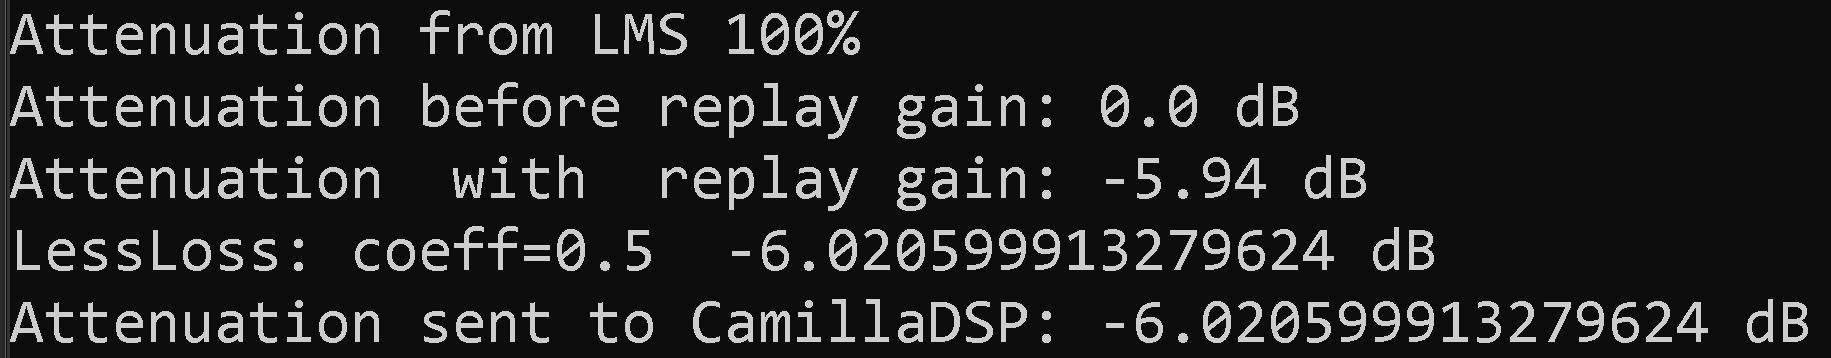 Attenuation from LMS 100%
Attenuation before replay gain: 0.0 dB
Attenuation  with  replay gain: -5.94 dB
LessLoss: coeff=0.5  -6.020599913279624 dB
Attenuation sent to CamillaDSP: -6.020599913279624 dB